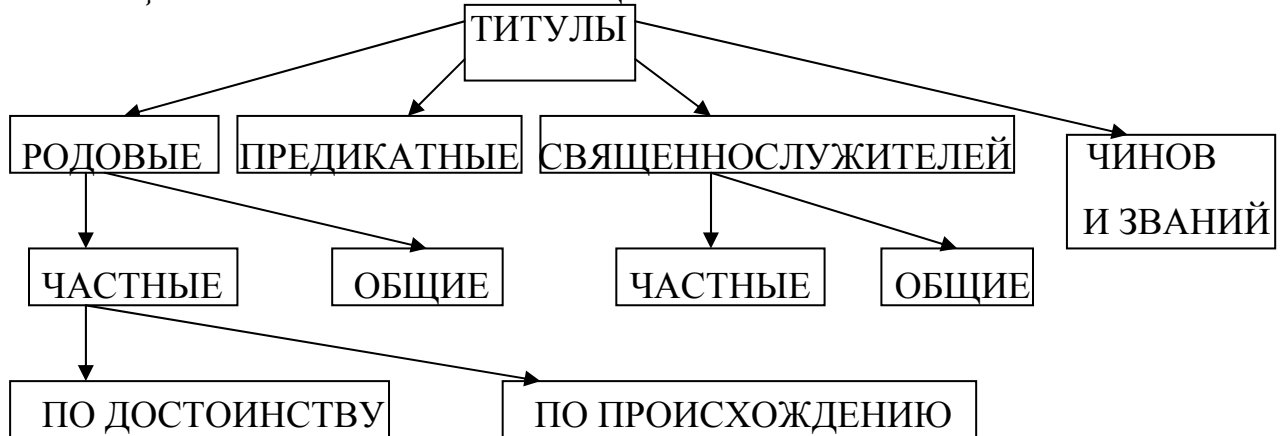 ТИТУЛЫ
РОДОВЫЕ
ПРЕДИКАТНЫЕ
СВЯЩЕННОСЛУЖИТЕЛЕЙ
ЧИНОВ
И ЗВАНИЙ
ЧАСТНЫЕ
ОБЩИЕ
ЧАСТНЫЕ
ОБЩИЕ
ПО ДОСТОИНСТВУ
ПО ПРОИСХОЖДЕНИЮ